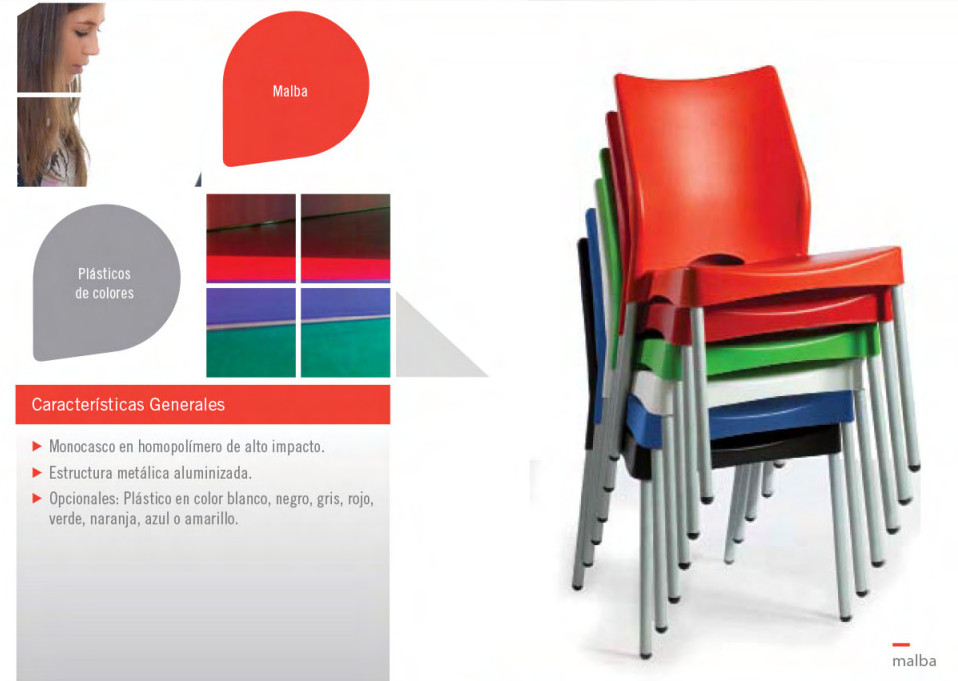 Malba
Plásticos
de colores
Características Generales
Monocasco en homopolímero de alto impacto.
Estructura metálica aluminizada.
Opcionales: Plástico en color blanco, negro, gris, rojo,
verde, naranja, azul o amarillo.
malba